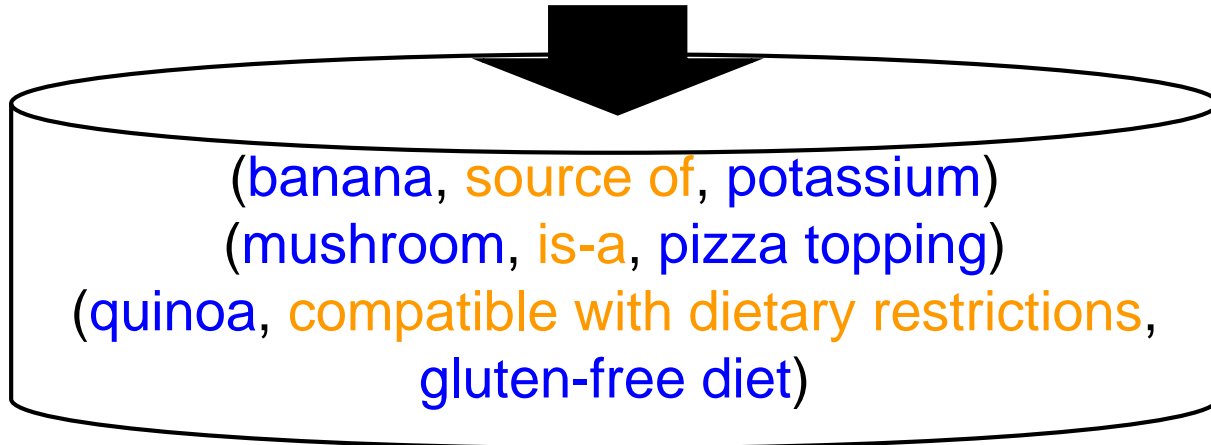 (banana, source of, potassium)
(mushroom, is-a, pizza topping)
(quinoa, compatible with dietary restrictions,
gluten-free diet)